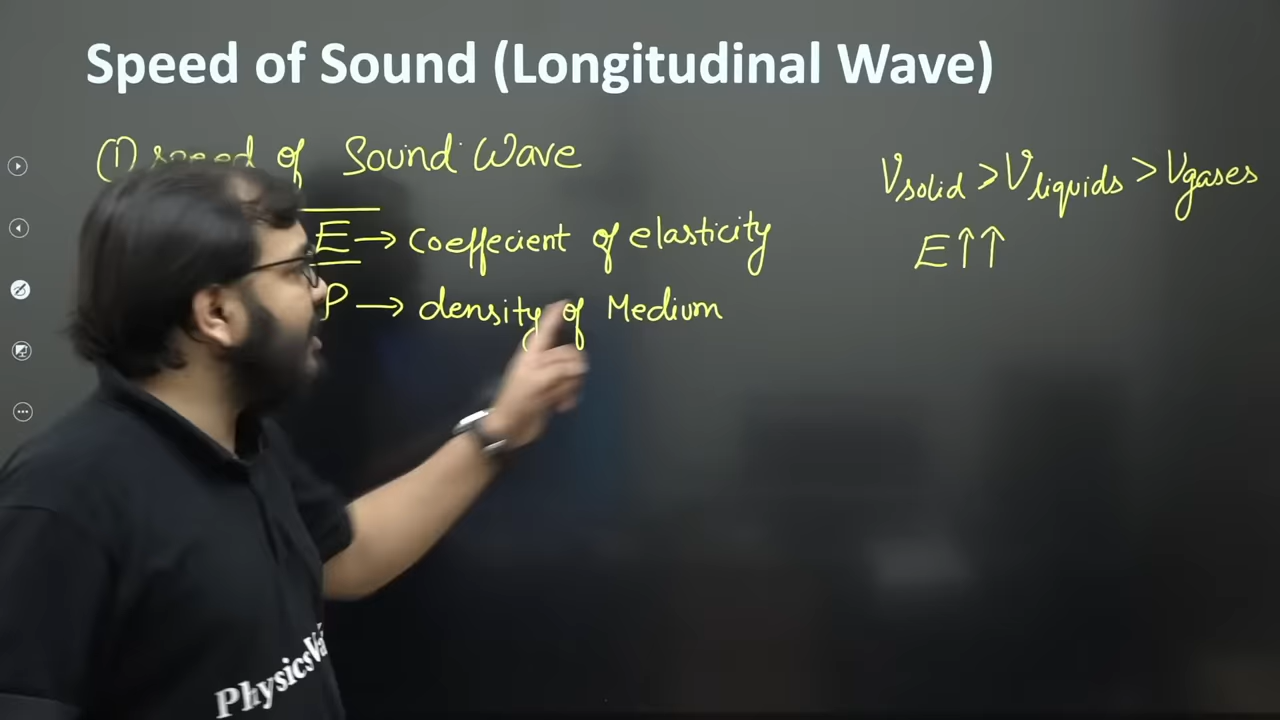 Speed of Sound (Longitudinal Wave)
(1) speed of Sound Wave
E → Coeffecient of elasticity
ρ → density of Medium
Vsolid > Vliquids > Vgases
E↑↑